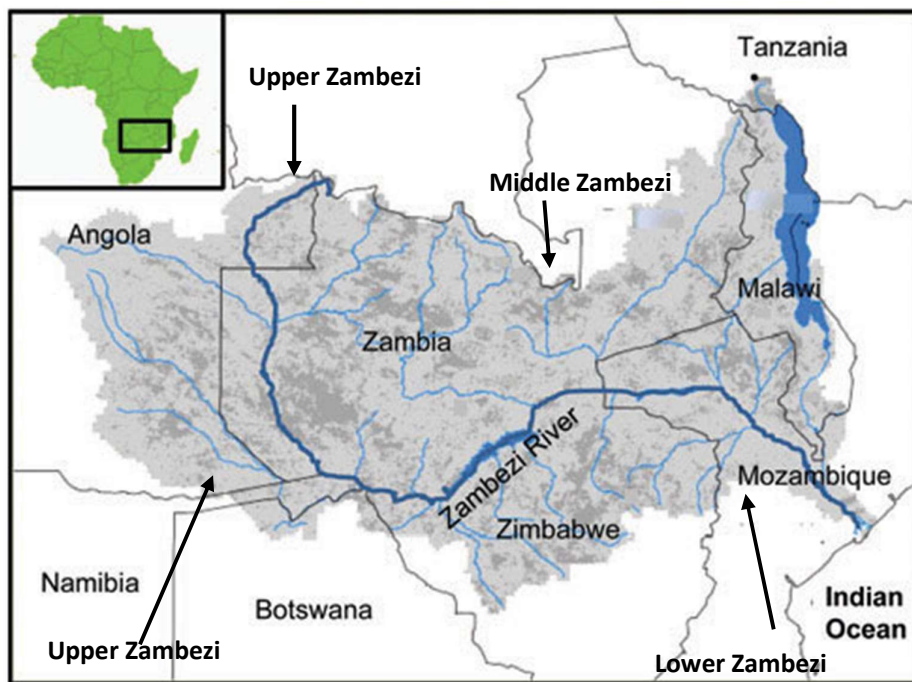 Tanzania
Upper Zambezi
Middle Zambezi
Angola
Malawi
Zambia
Zambezi River
Mozambique
Zimbabwe
Namibia
Botswana
Indian
Ocean
Upper Zambezi
Lower Zambezi